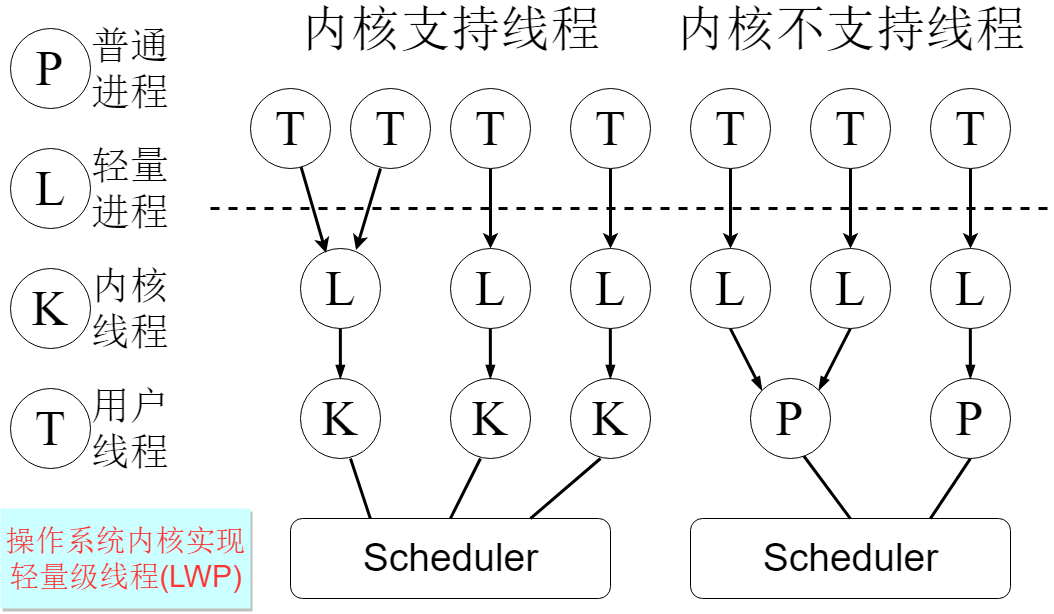 内核支持线程
内核不支持线程
P
普通
进程
L
轻量
进程
K
内核
线程
T
用户
线程
T T T T T T T
L L L L L L
K K K P P
Scheduler
Scheduler
操作系统内核实现
轻量级线程(LWP)